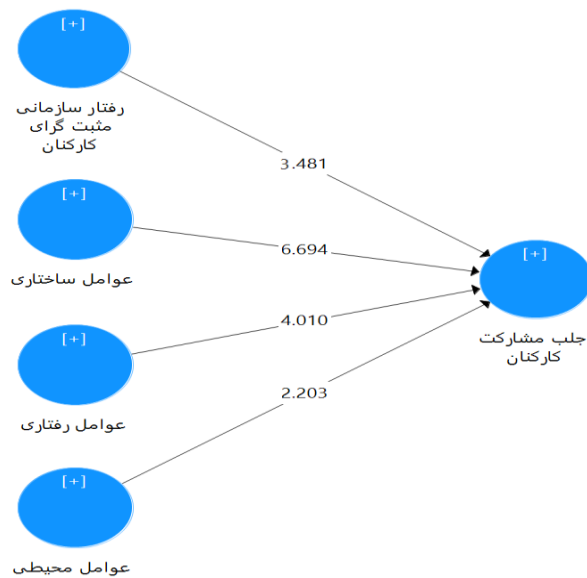 [+]
رفتار سازمانی
مثبت گرای
کارکنان
3.481
[+]
عوامل ساختاری
6.694
[+]
جلب مشارکت
کارکنان
[+]
عوامل رفتاری
4.010
2.203
[+]
عوامل محیطی